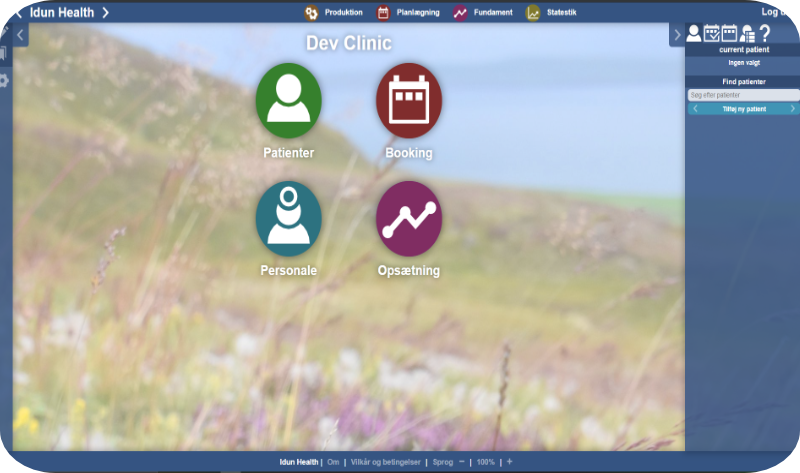 Idun Health Produktion Planlægning Fundament Statestik Log
Dev Clinic
current patient
Ingen valgt
Find patienter
Søg efter patienter
Tilføj ny patient
Patienter Booking
Personale Opsætning
Idun Health | Om | Vilkår og betingelser | Sprog − | 100% | +